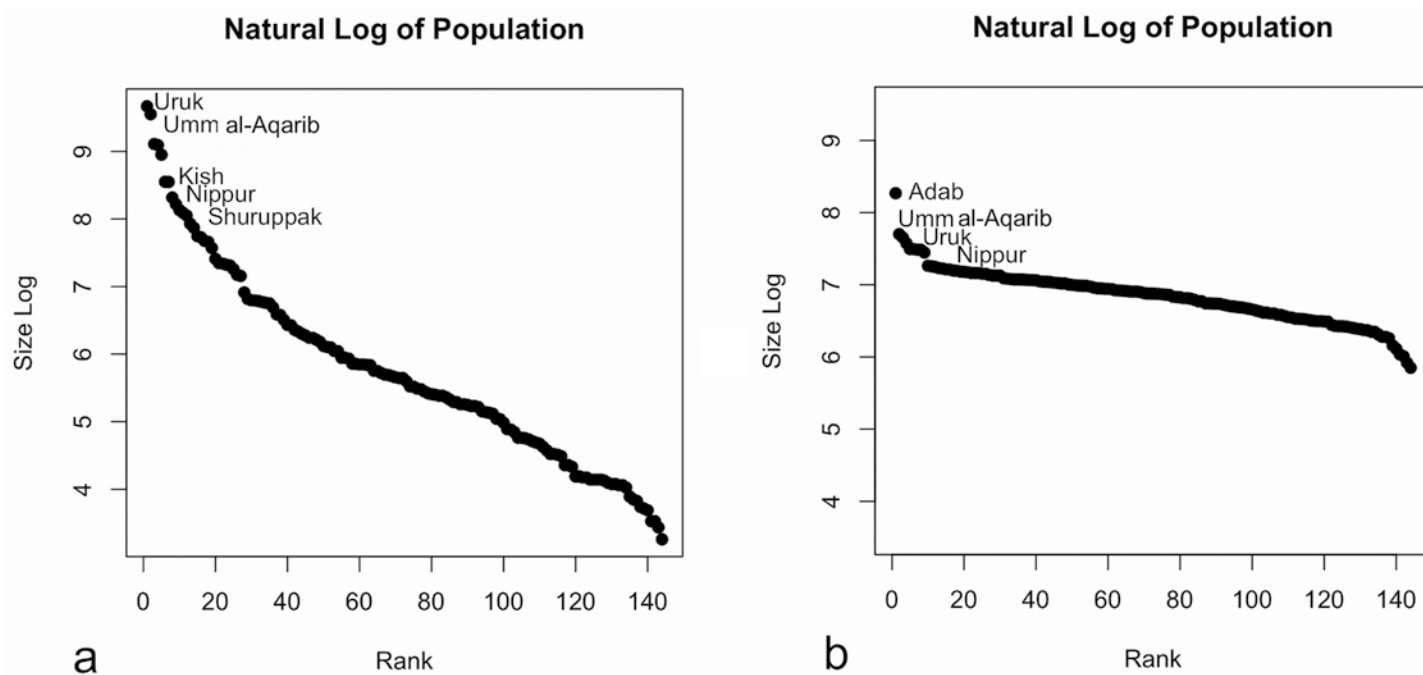 Natural Log of Population
Uruk
Umm al-Aqarib
Kish
Nippur
Shuruppak
9
8
7
6
5
4
Size Log
0 20 40 60 80 100 120 140
Rank
a
Natural Log of Population
Adab
Umm al-Aqarib
Uruk
Nippur
9
8
7
6
5
4
Size Log
0 20 40 60 80 100 120 140
Rank
b